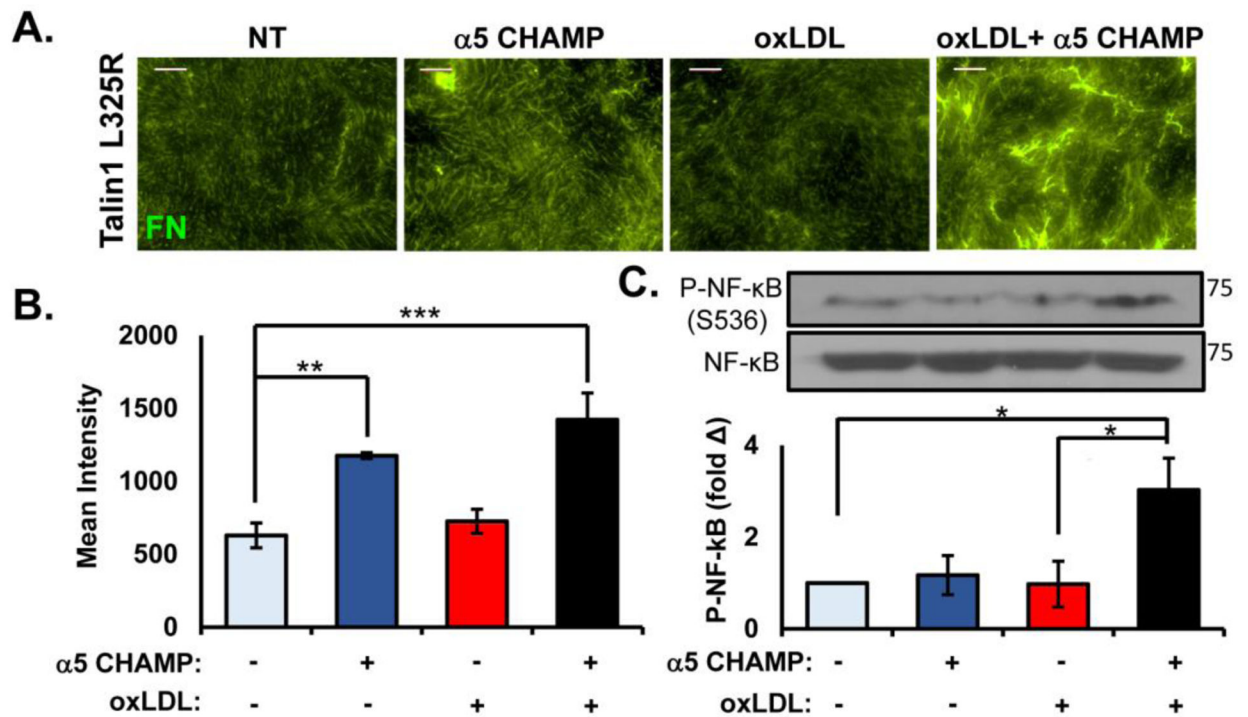 A.
NT
α5 CHAMP
oxLDL
oxLDL+ α5 CHAMP
Talin1 L325R
FN
B.
Mean Intensity
2000
1500
1000
500
0
**
***
α5 CHAMP: - + - +
oxLDL: - - + +
C.
P-NF-κB
(S536)
75
NF-κB
75
P-NF-kB (fold Δ)
4
2
0
*
*
α5 CHAMP: - + - +
oxLDL: - - + +